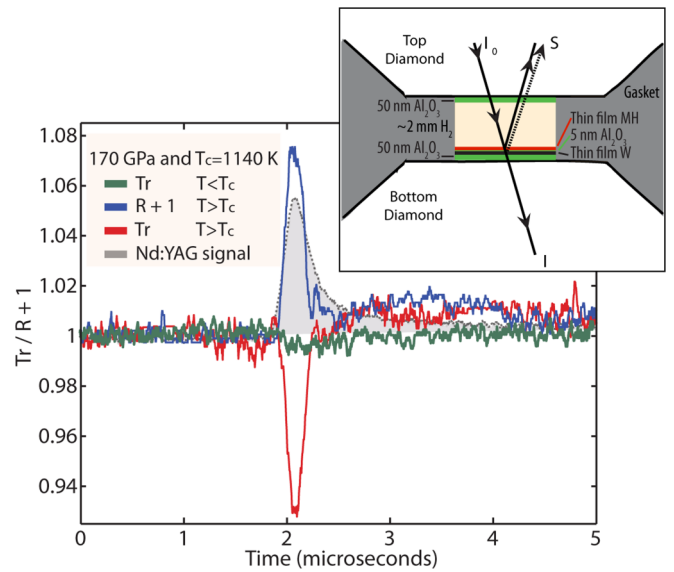 Top
Diamond
I₀
S
Gasket
50 nm Al₂O₃
Thin film MH
~2 mm H₂
5 nm Al₂O₃
50 nm Al₂O₃
Thin film W
Bottom
Diamond
I
1.08
1.06
1.04
1.02
1
0.98
0.96
0.94
Tr / R + 1
170 GPa and Tc=1140 K
Tr T<Tc
R + 1 T>Tc
Tr T>Tc
Nd:YAG signal
0 1 2 3 4 5
Time (microseconds)